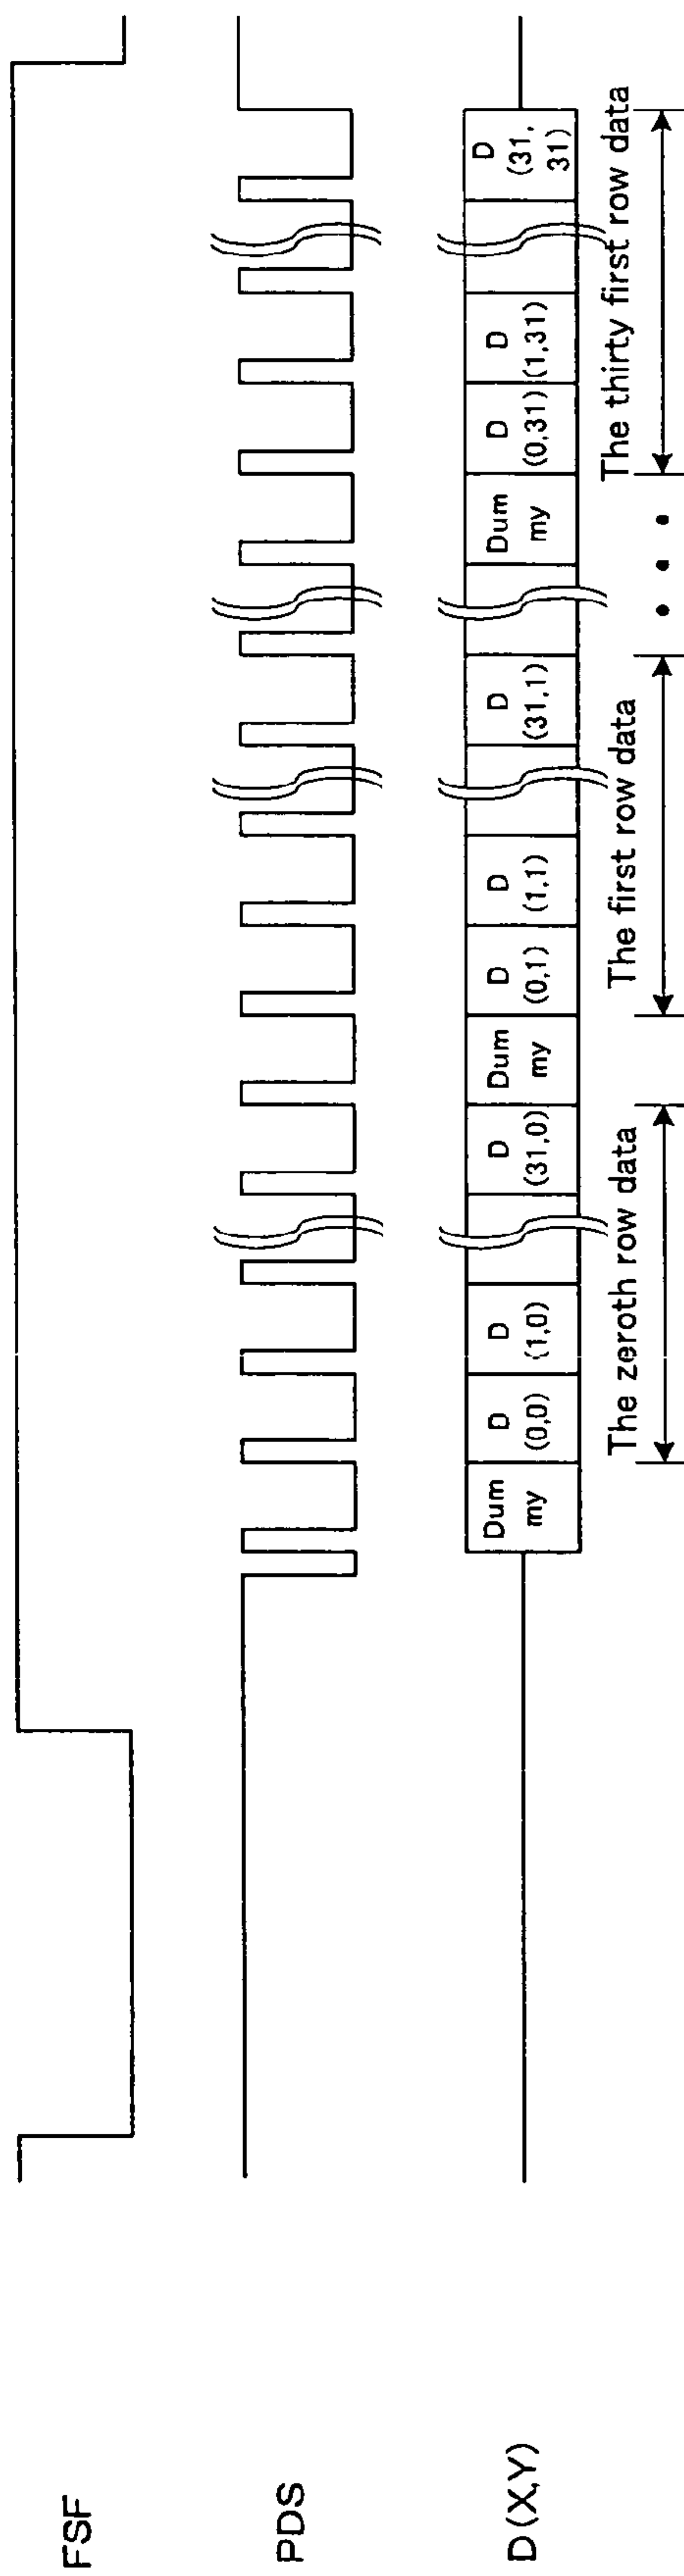 FSF
PDS
D(X,Y)
Dum
my
D
(0,0)
D
(1,0)
D
(31,0)
Dum
my
D
(0,1)
D
(1,1)
D
(31,1)
Dum
my
D
(0,31)
D
(1,31)
D
(31,
31)
The zeroth row data
The first row data
• • •
The thirty first row data